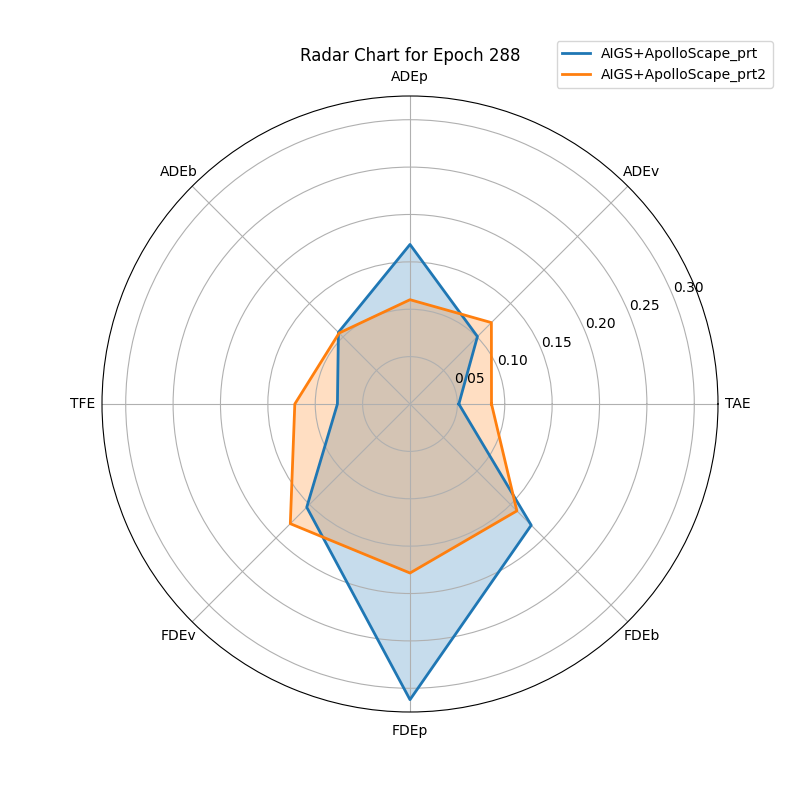 Radar Chart for Epoch 288
AIGS+ApolloScape_prt
AIGS+ApolloScape_prt2
ADEp
ADEb
ADEv
0.30
0.25
0.20
0.15
0.10
0.05
TFE
TAE
FDEv
FDEb
FDEp